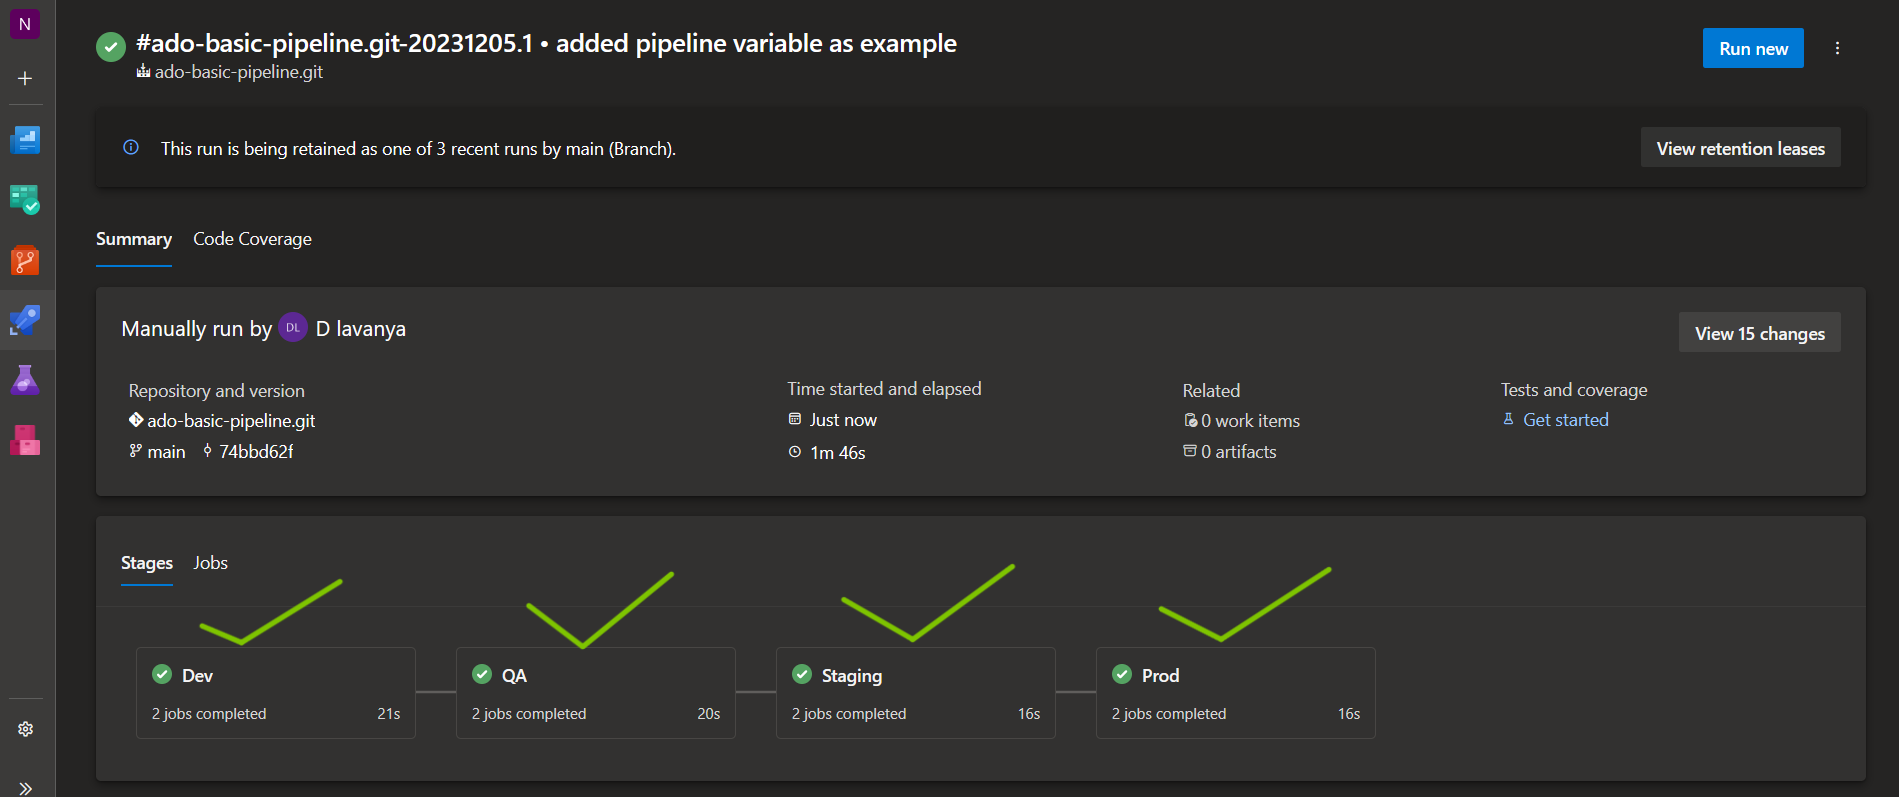 N
#ado-basic-pipeline.git-20231205.1 • added pipeline variable as example
ado-basic-pipeline.git
Run new
This run is being retained as one of 3 recent runs by main (Branch).
View retention leases
Summary
Code Coverage
Manually run by DL D lavanya
View 15 changes
Repository and version
ado-basic-pipeline.git
main 74bbd62f
Time started and elapsed
Just now
1m 46s
Related
0 work items
0 artifacts
Tests and coverage
Get started
Stages
Jobs
Dev
2 jobs completed 21s
QA
2 jobs completed 20s
Staging
2 jobs completed 16s
Prod
2 jobs completed 16s